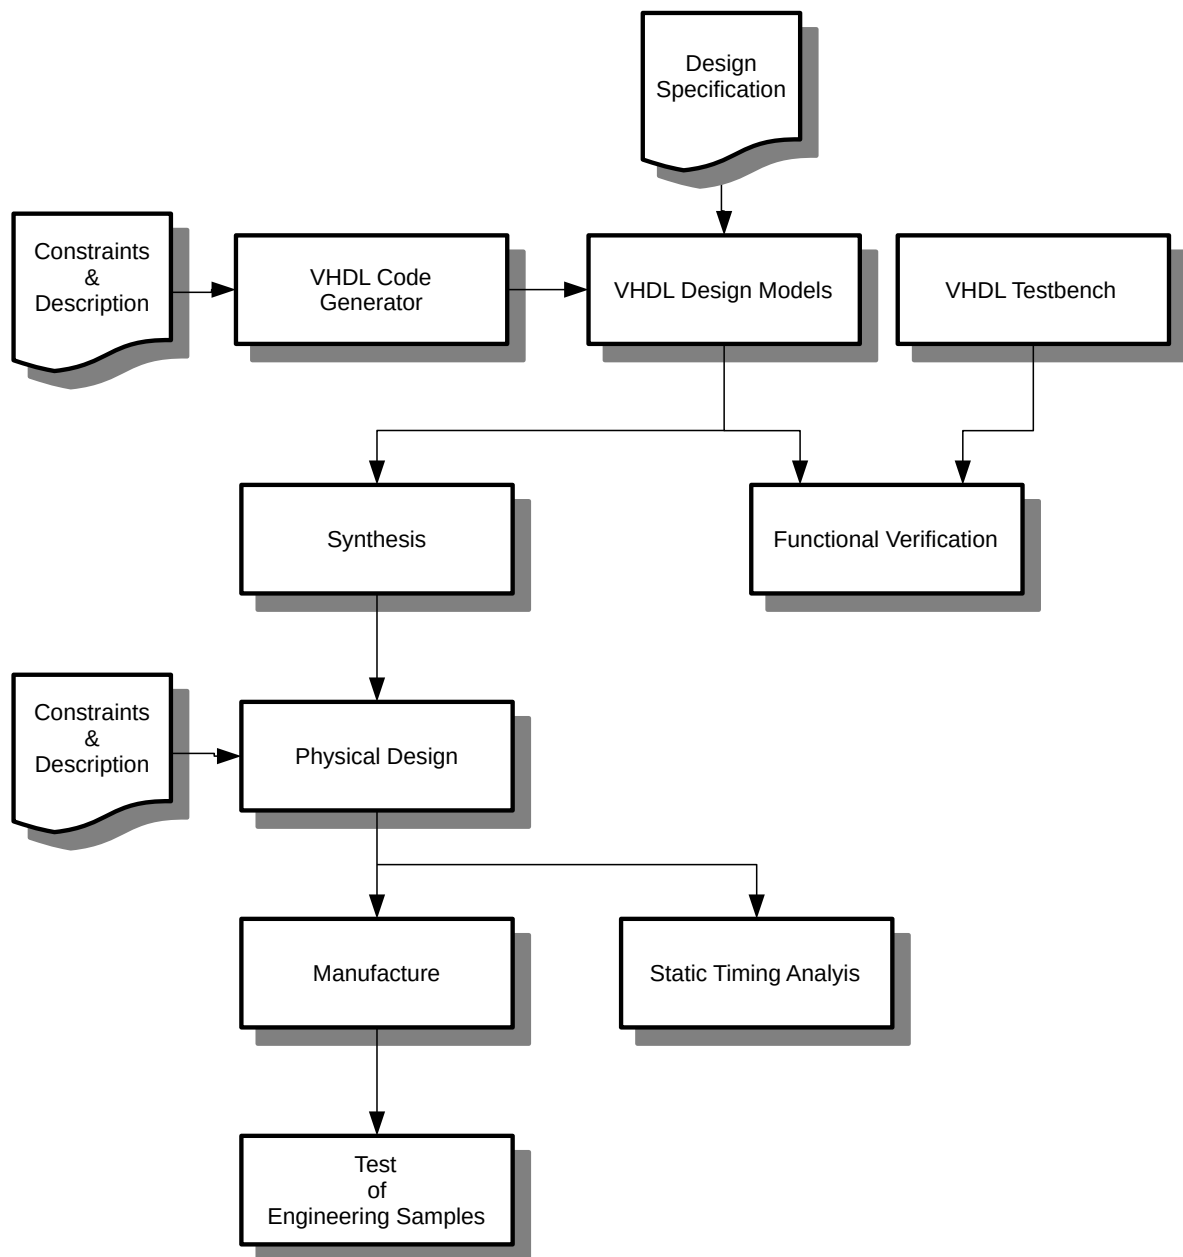 Design
Specification
Constraints
&
Description
VHDL Code
Generator
VHDL Design Models
VHDL Testbench
Synthesis
Functional Verification
Constraints
&
Description
Physical Design
Manufacture
Static Timing Analyis
Test
of
Engineering Samples